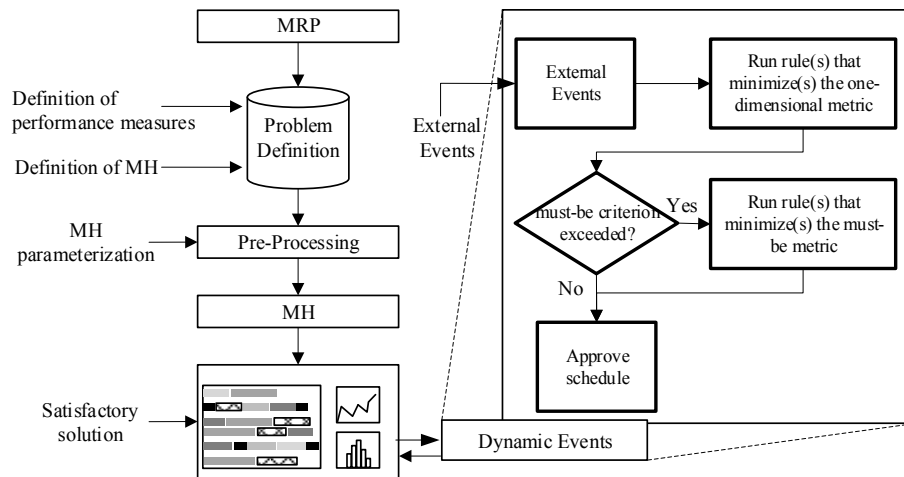 MRP
Definition of
performance measures
Problem
Definition
Definition of MH
MH
parameterization
Pre-Processing
MH
Satisfactory
solution
External
Events
External
Events
Run rule(s) that
minimize(s) the one-
dimensional metric
must-be criterion
exceeded?
Yes
Run rule(s) that
minimize(s) the must-
be metric
No
Approve
schedule
Dynamic Events